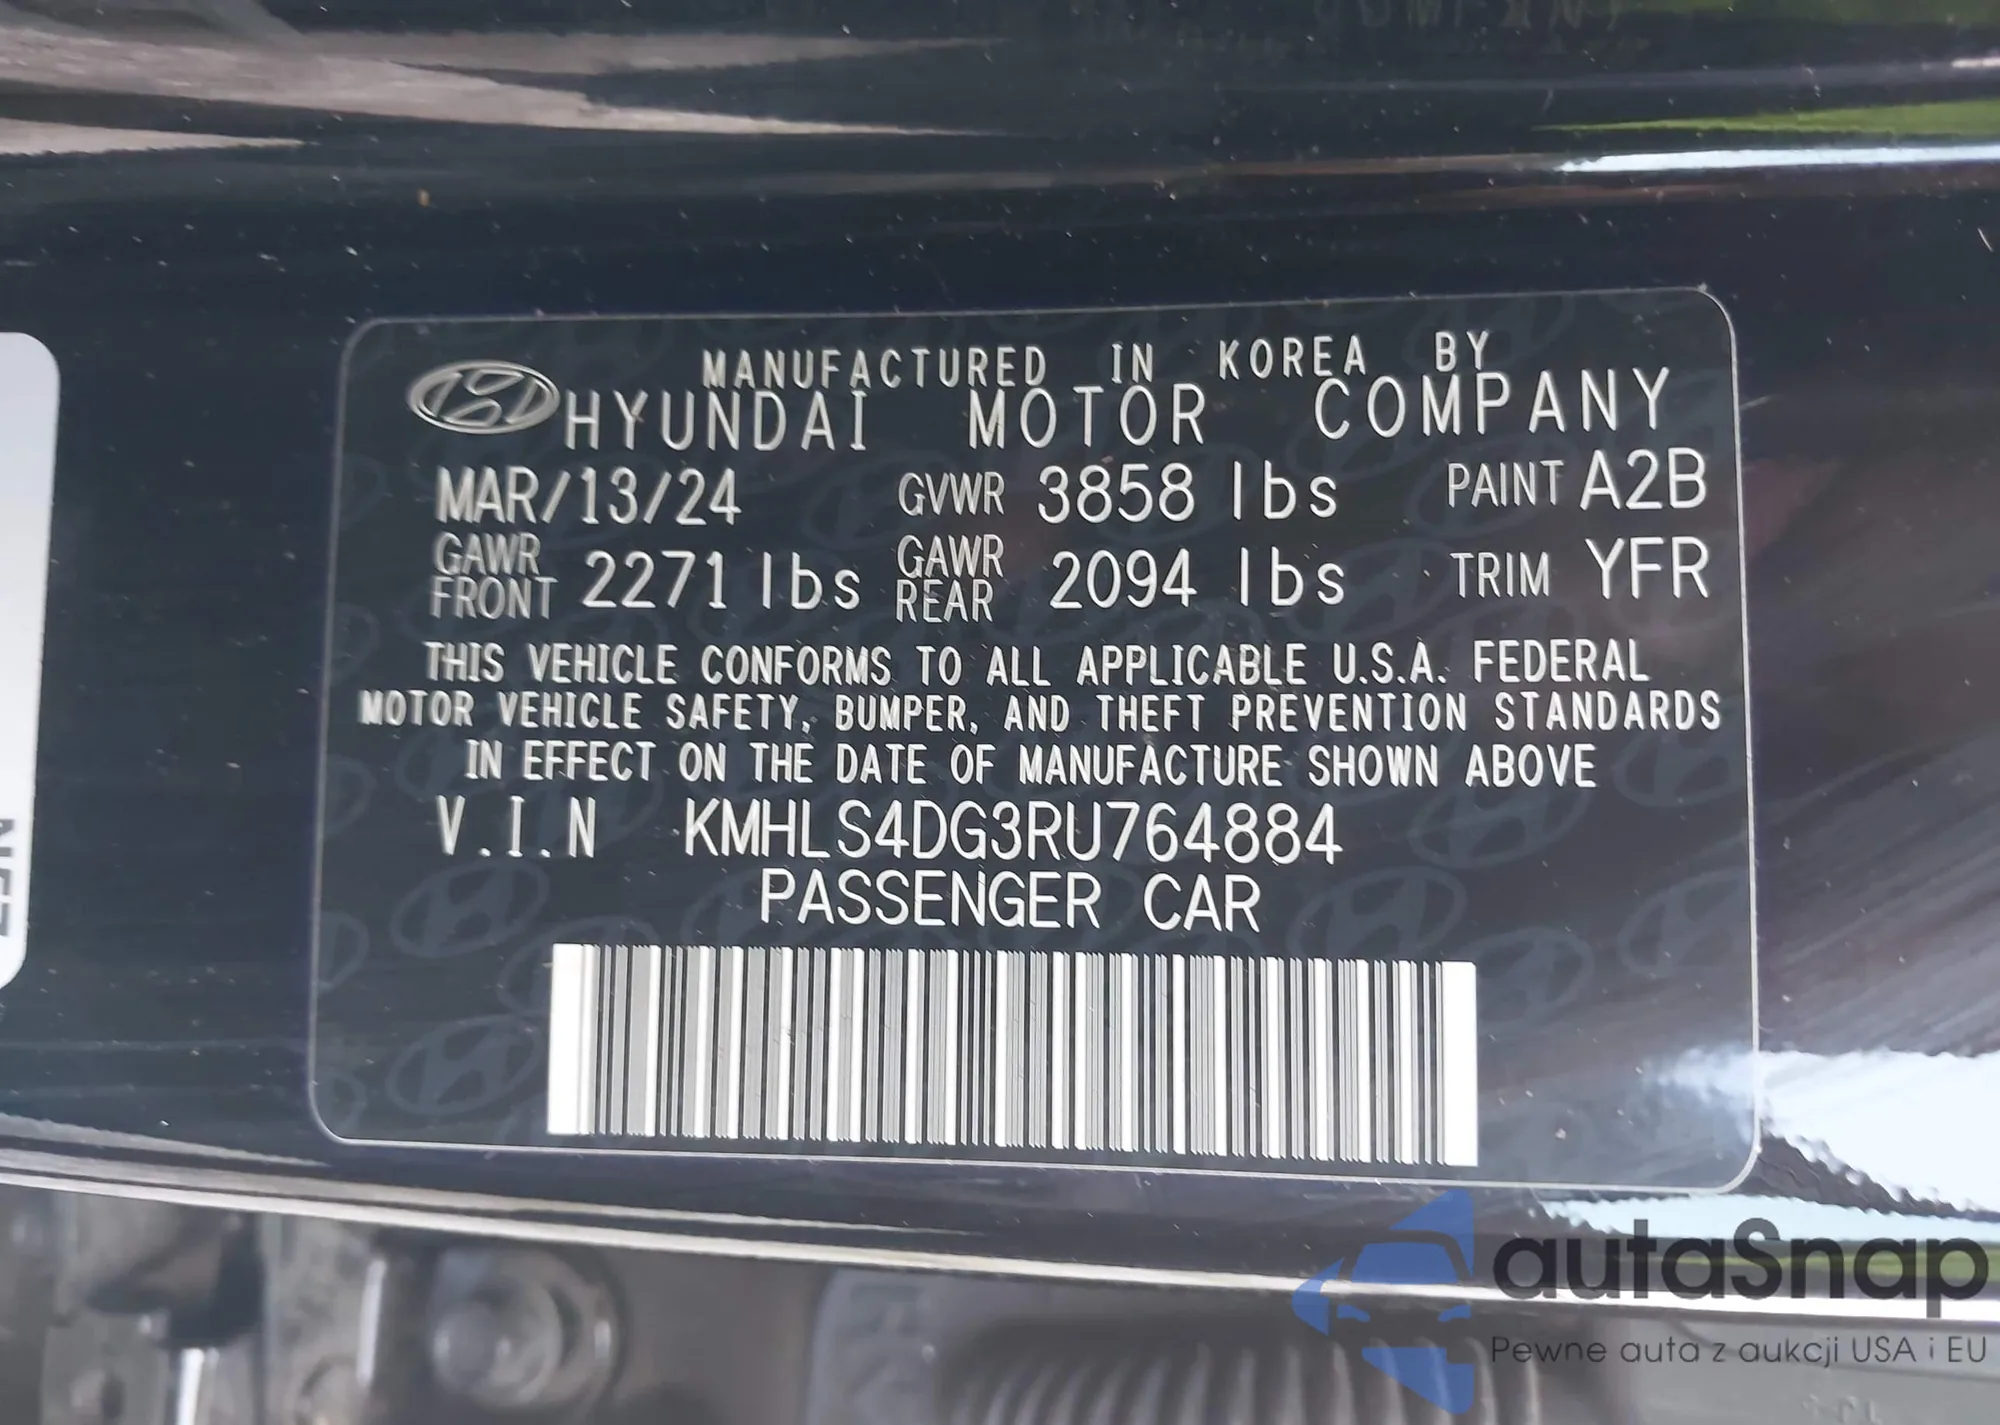 MANUFACTURED IN KOREA BY
HYUNDAI MOTOR COMPANY
MAR/13/24 GVWR 3858 lbs PAINT A2B
GAWR FRONT 2271 lbs GAWR REAR 2094 lbs TRIM YFR
THIS VEHICLE CONFORMS TO ALL APPLICABLE U.S.A. FEDERAL
MOTOR VEHICLE SAFETY, BUMPER, AND THEFT PREVENTION STANDARDS
IN EFFECT ON THE DATE OF MANUFACTURE SHOWN ABOVE
V.I.N KMHLS4DG3RU764884
PASSENGER CAR
autaSnap
Pewne auta z aukcji USA i EU